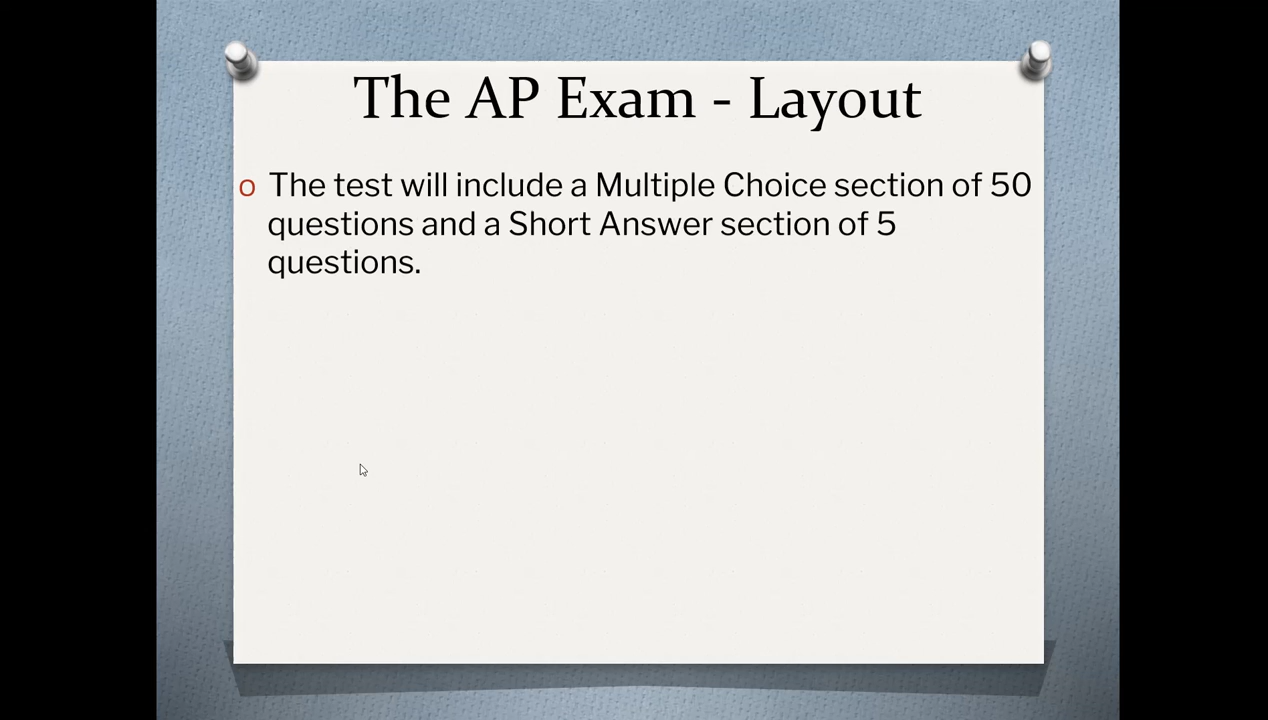 The AP Exam - Layout
o The test will include a Multiple Choice section of 50
questions and a Short Answer section of 5
questions.